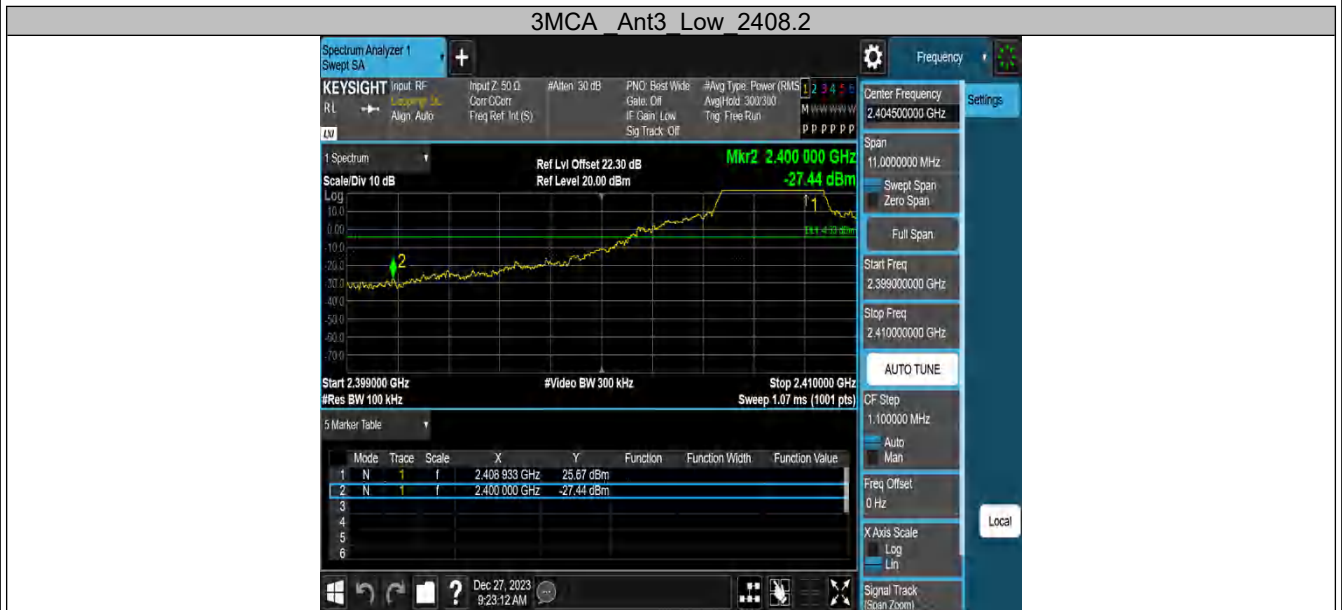 3MCA _Ant3_Low_2408.2
Spectrum Analyzer 1
Swept SA
+
Frequency
KEYSIGHT
Input: RF
RL
Align: Auto
LXI
Input Z: 50 Ω
Corr CCorr
Freq Ref: Int (S)
#Atten: 30 dB
PNO: Best Wide
Gate: Off
IF Gain: Low
Sig Track: Off
#Avg Type: Power (RMS
Avg|Hold: 300/300
Trig: Free Run
1 2 3 4 5 6
M W W W W W
P P P P P P
Center Frequency
2.404500000 GHz
Settings
Span
11.0000000 MHz
Swept Span
Zero Span
Full Span
Start Freq
2.399000000 GHz
Stop Freq
2.410000000 GHz
AUTO TUNE
CF Step
1.100000 MHz
Auto
Man
Freq Offset
0 Hz
X Axis Scale
Log
Lin
Signal Track
(Span Zoom)
Local
1 Spectrum
Scale/Div 10 dB
Ref Lvl Offset 22.30 dB
Ref Level 20.00 dBm
Mkr2 2.400 000 GHz
-27.44 dBm
Log
10.0
0.00
-10.0
-20.0
-30.0
-40.0
-50.0
-60.0
-70.0
1
2
Start 2.399000 GHz
#Res BW 100 kHz
#Video BW 300 kHz
Stop 2.410000 GHz
Sweep 1.07 ms (1001 pts)
5 Marker Table
Mode Trace Scale X Y Function Function Width Function Value
1 N 1 f 2.408 933 GHz 25.67 dBm
2 N 1 f 2.400 000 GHz -27.44 dBm
3
4
5
6
?
Dec 27, 2023
9:23:12 AM